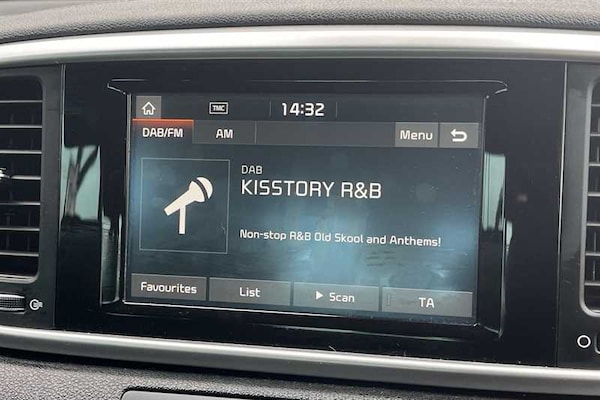 TMC
14:32
DAB/FM
AM
Menu
DAB
KISSTORY R&B
Non-stop R&B Old Skool and Anthems!
Favourites
List
Scan
TA